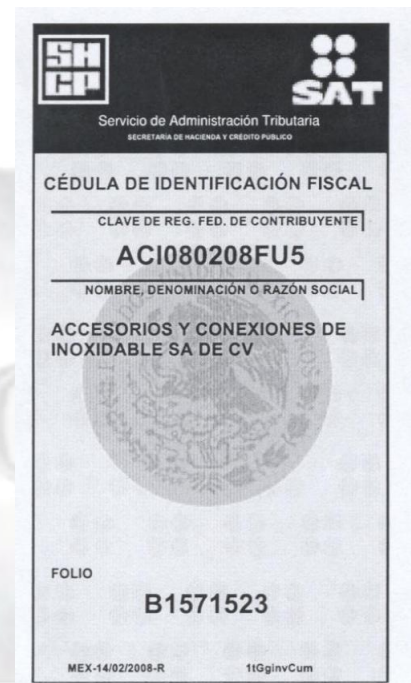 SH
CP
SAT
Servicio de Administración Tributaria
SECRETARÍA DE HACIENDA Y CRÉDITO PUBLICO
CÉDULA DE IDENTIFICACIÓN FISCAL
CLAVE DE REG. FED. DE CONTRIBUYENTE
ACI080208FU5
NOMBRE, DENOMINACIÓN O RAZÓN SOCIAL
ACCESORIOS Y CONEXIONES DE
INOXIDABLE SA DE CV
FOLIO
B1571523
MEX-14/02/2008-R 1tGginvCum